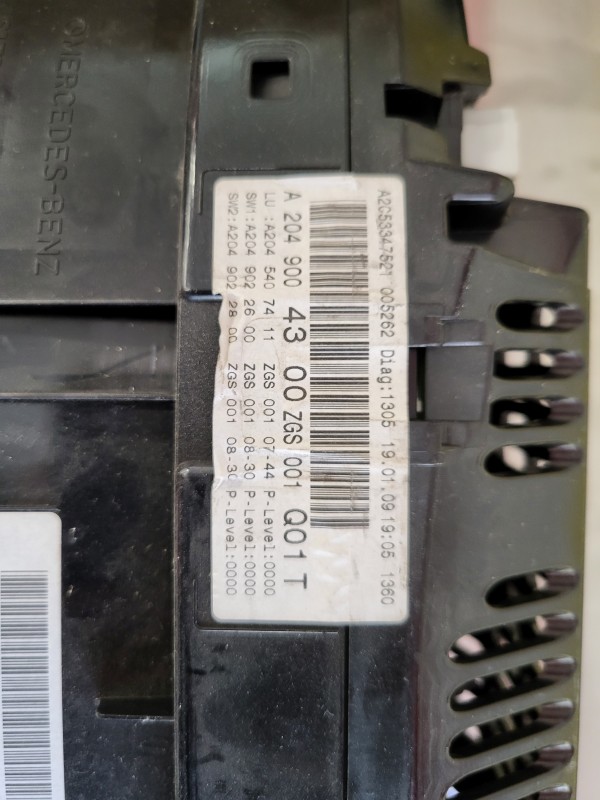 ©MERCEDES-BENZ
A2C53347521 005262 Diag:1305 19.01.09 19:05 1360
A 204 900 43 00 ZGS 001 Q01 T
LU :A204 540 74 11 ZGS 001 07-44 P-Level:0000
SW1:A204 902 26 00 ZGS 001 08-30 P-Level:0000
SW2:A204 902 28 00 ZGS 001 08-30 P-Level:0000